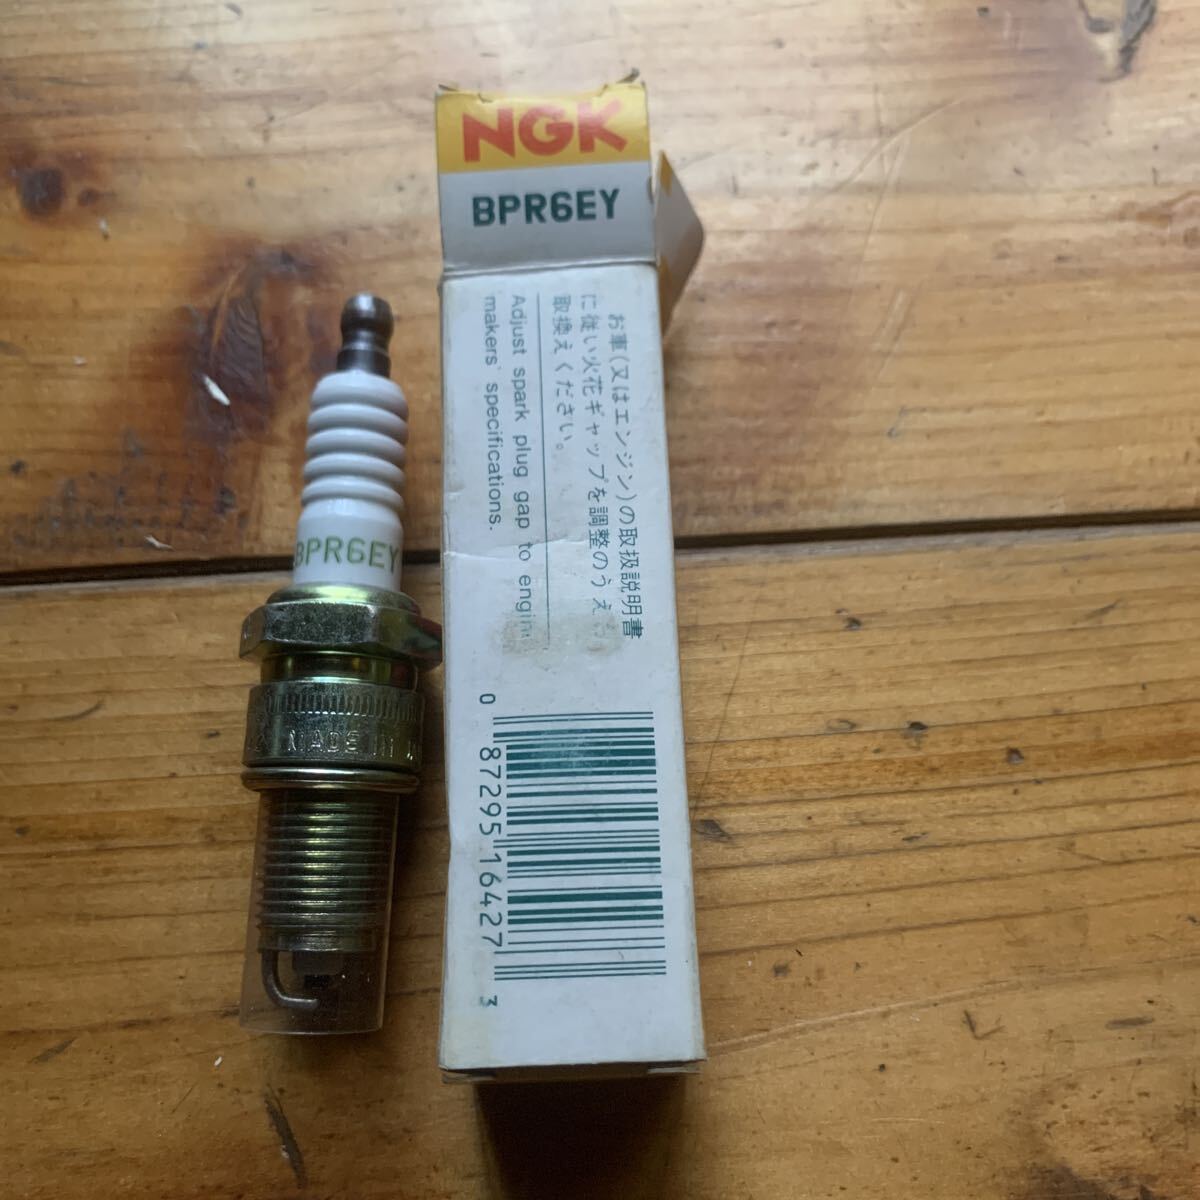 NGK
BPR6EY
お車(又はエンジン)の取扱説明書
に従い火花ギャップを調整のうえ
取換えください。
Adjust spark plug gap to engine
makers' specifications.
0 87295 16427 3
BPR6EY
MADE IN